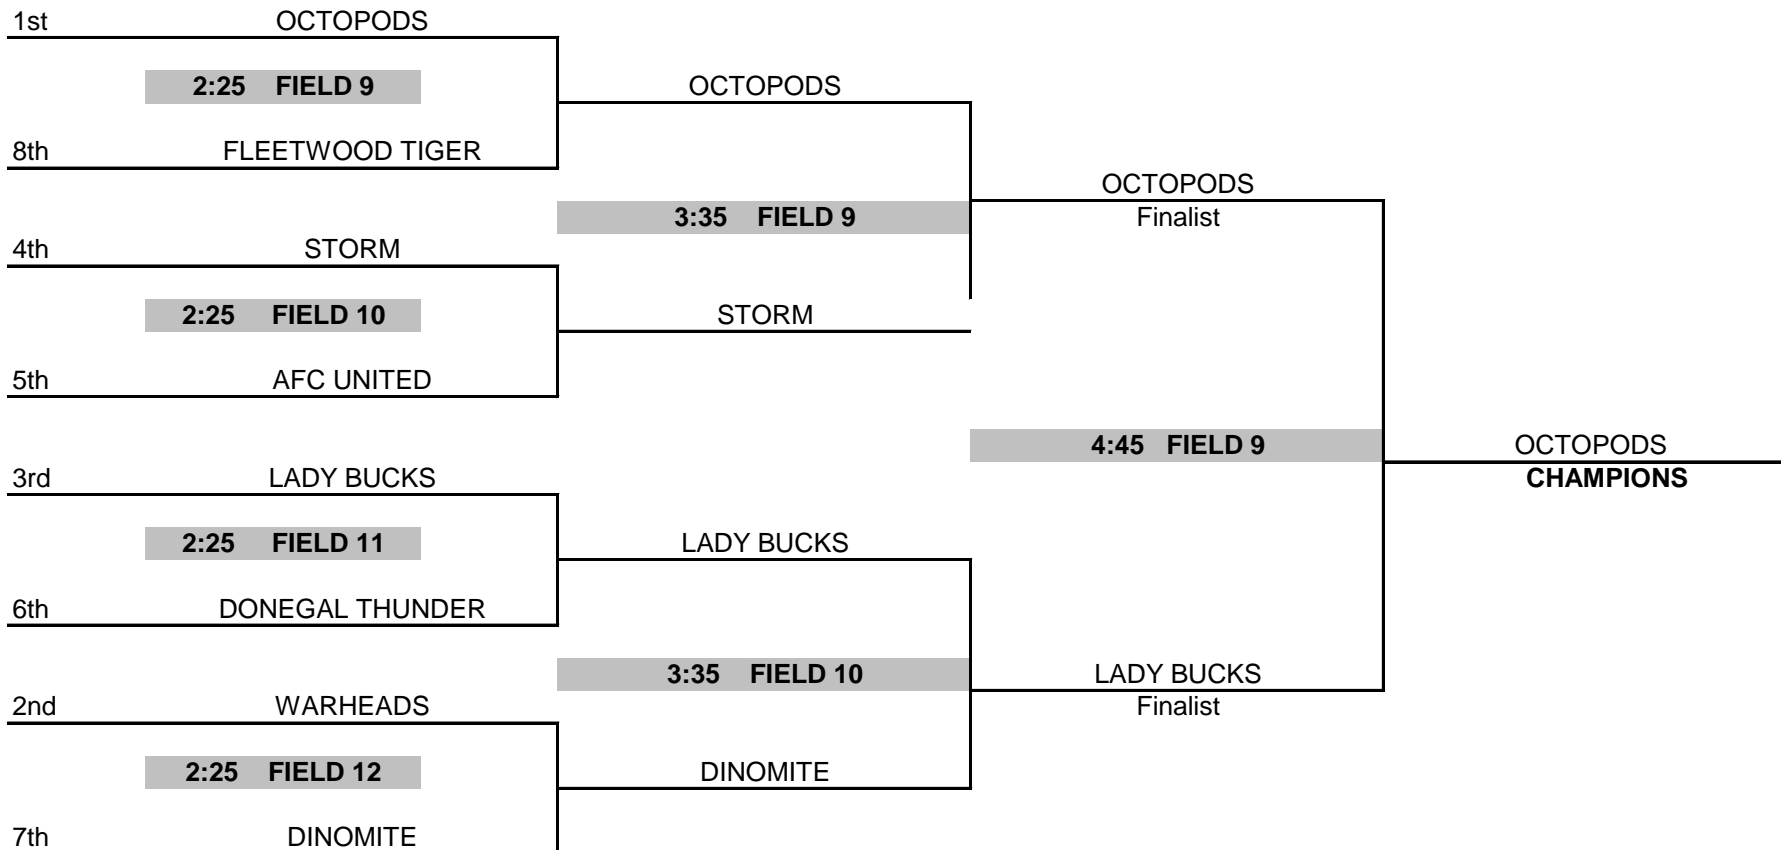 1st OCTOPODS
2:25 FIELD 9
OCTOPODS
8th FLEETWOOD TIGER
OCTOPODS
3:35 FIELD 9
Finalist
4th STORM
2:25 FIELD 10
STORM
5th AFC UNITED
4:45 FIELD 9
OCTOPODS
CHAMPIONS
3rd LADY BUCKS
2:25 FIELD 11
LADY BUCKS
6th DONEGAL THUNDER
3:35 FIELD 10
LADY BUCKS
Finalist
2nd WARHEADS
2:25 FIELD 12
DINOMITE
7th DINOMITE